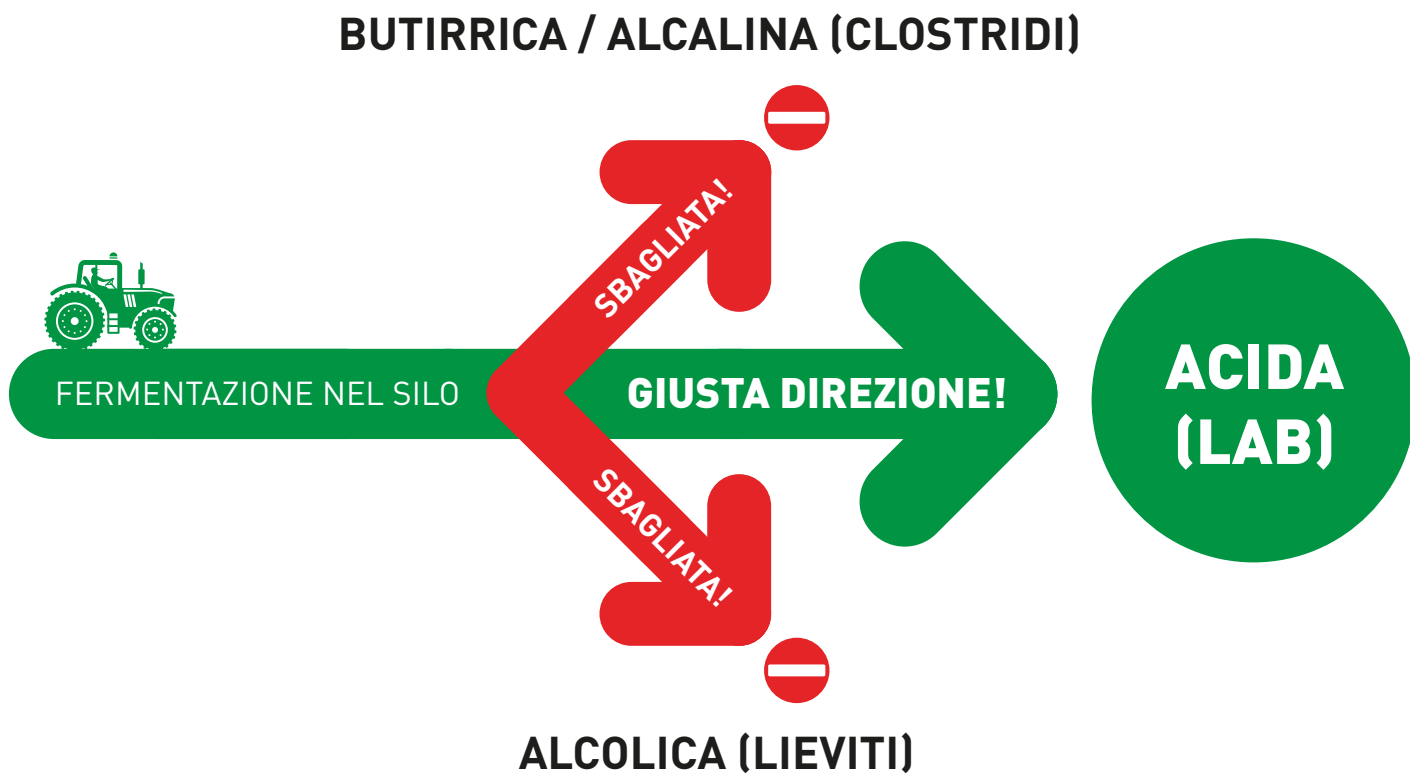 BUTIRRICA / ALCALINA (CLOSTRIDI)
SBAGLIATA!
FERMENTAZIONE NEL SILO
GIUSTA DIREZIONE!
ACIDA
(LAB)
SBAGLIATA!
ALCOLICA (LIEVITI)